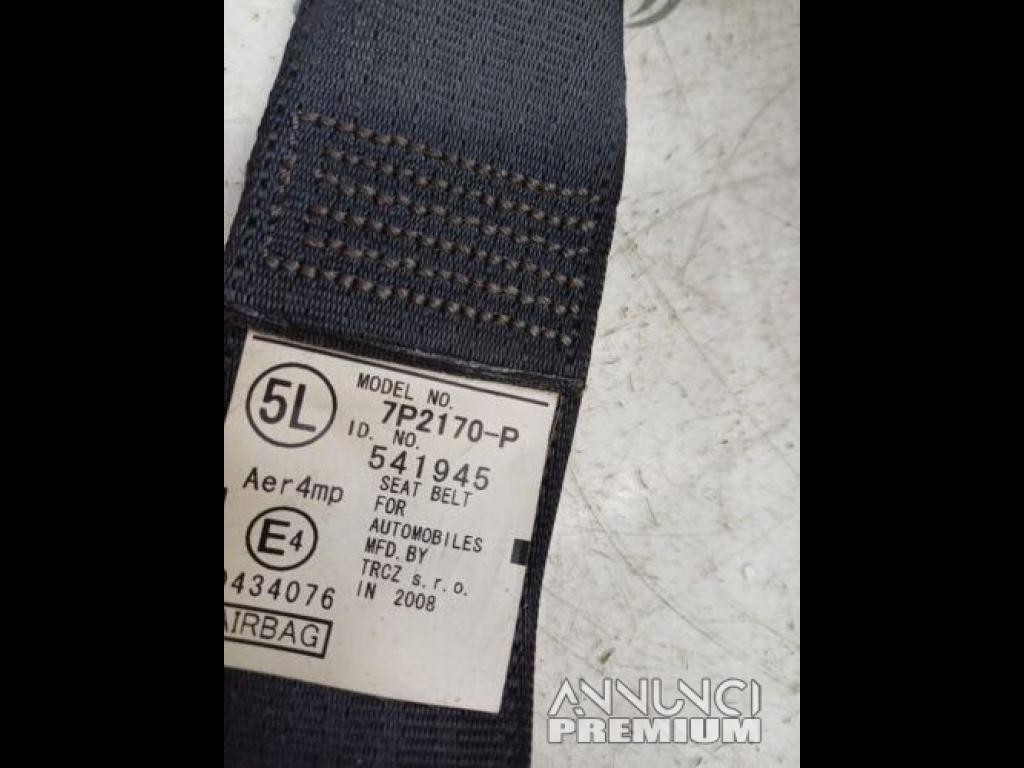 5L
MODEL NO.
7P2170-P
ID. NO.
541945
Aer4mp
SEAT BELT
FOR
AUTOMOBILES
MFD. BY
TRCZ s.r.o.
IN 2008
E4
434076
AIRBAG
ANNUNCI
PREMIUM